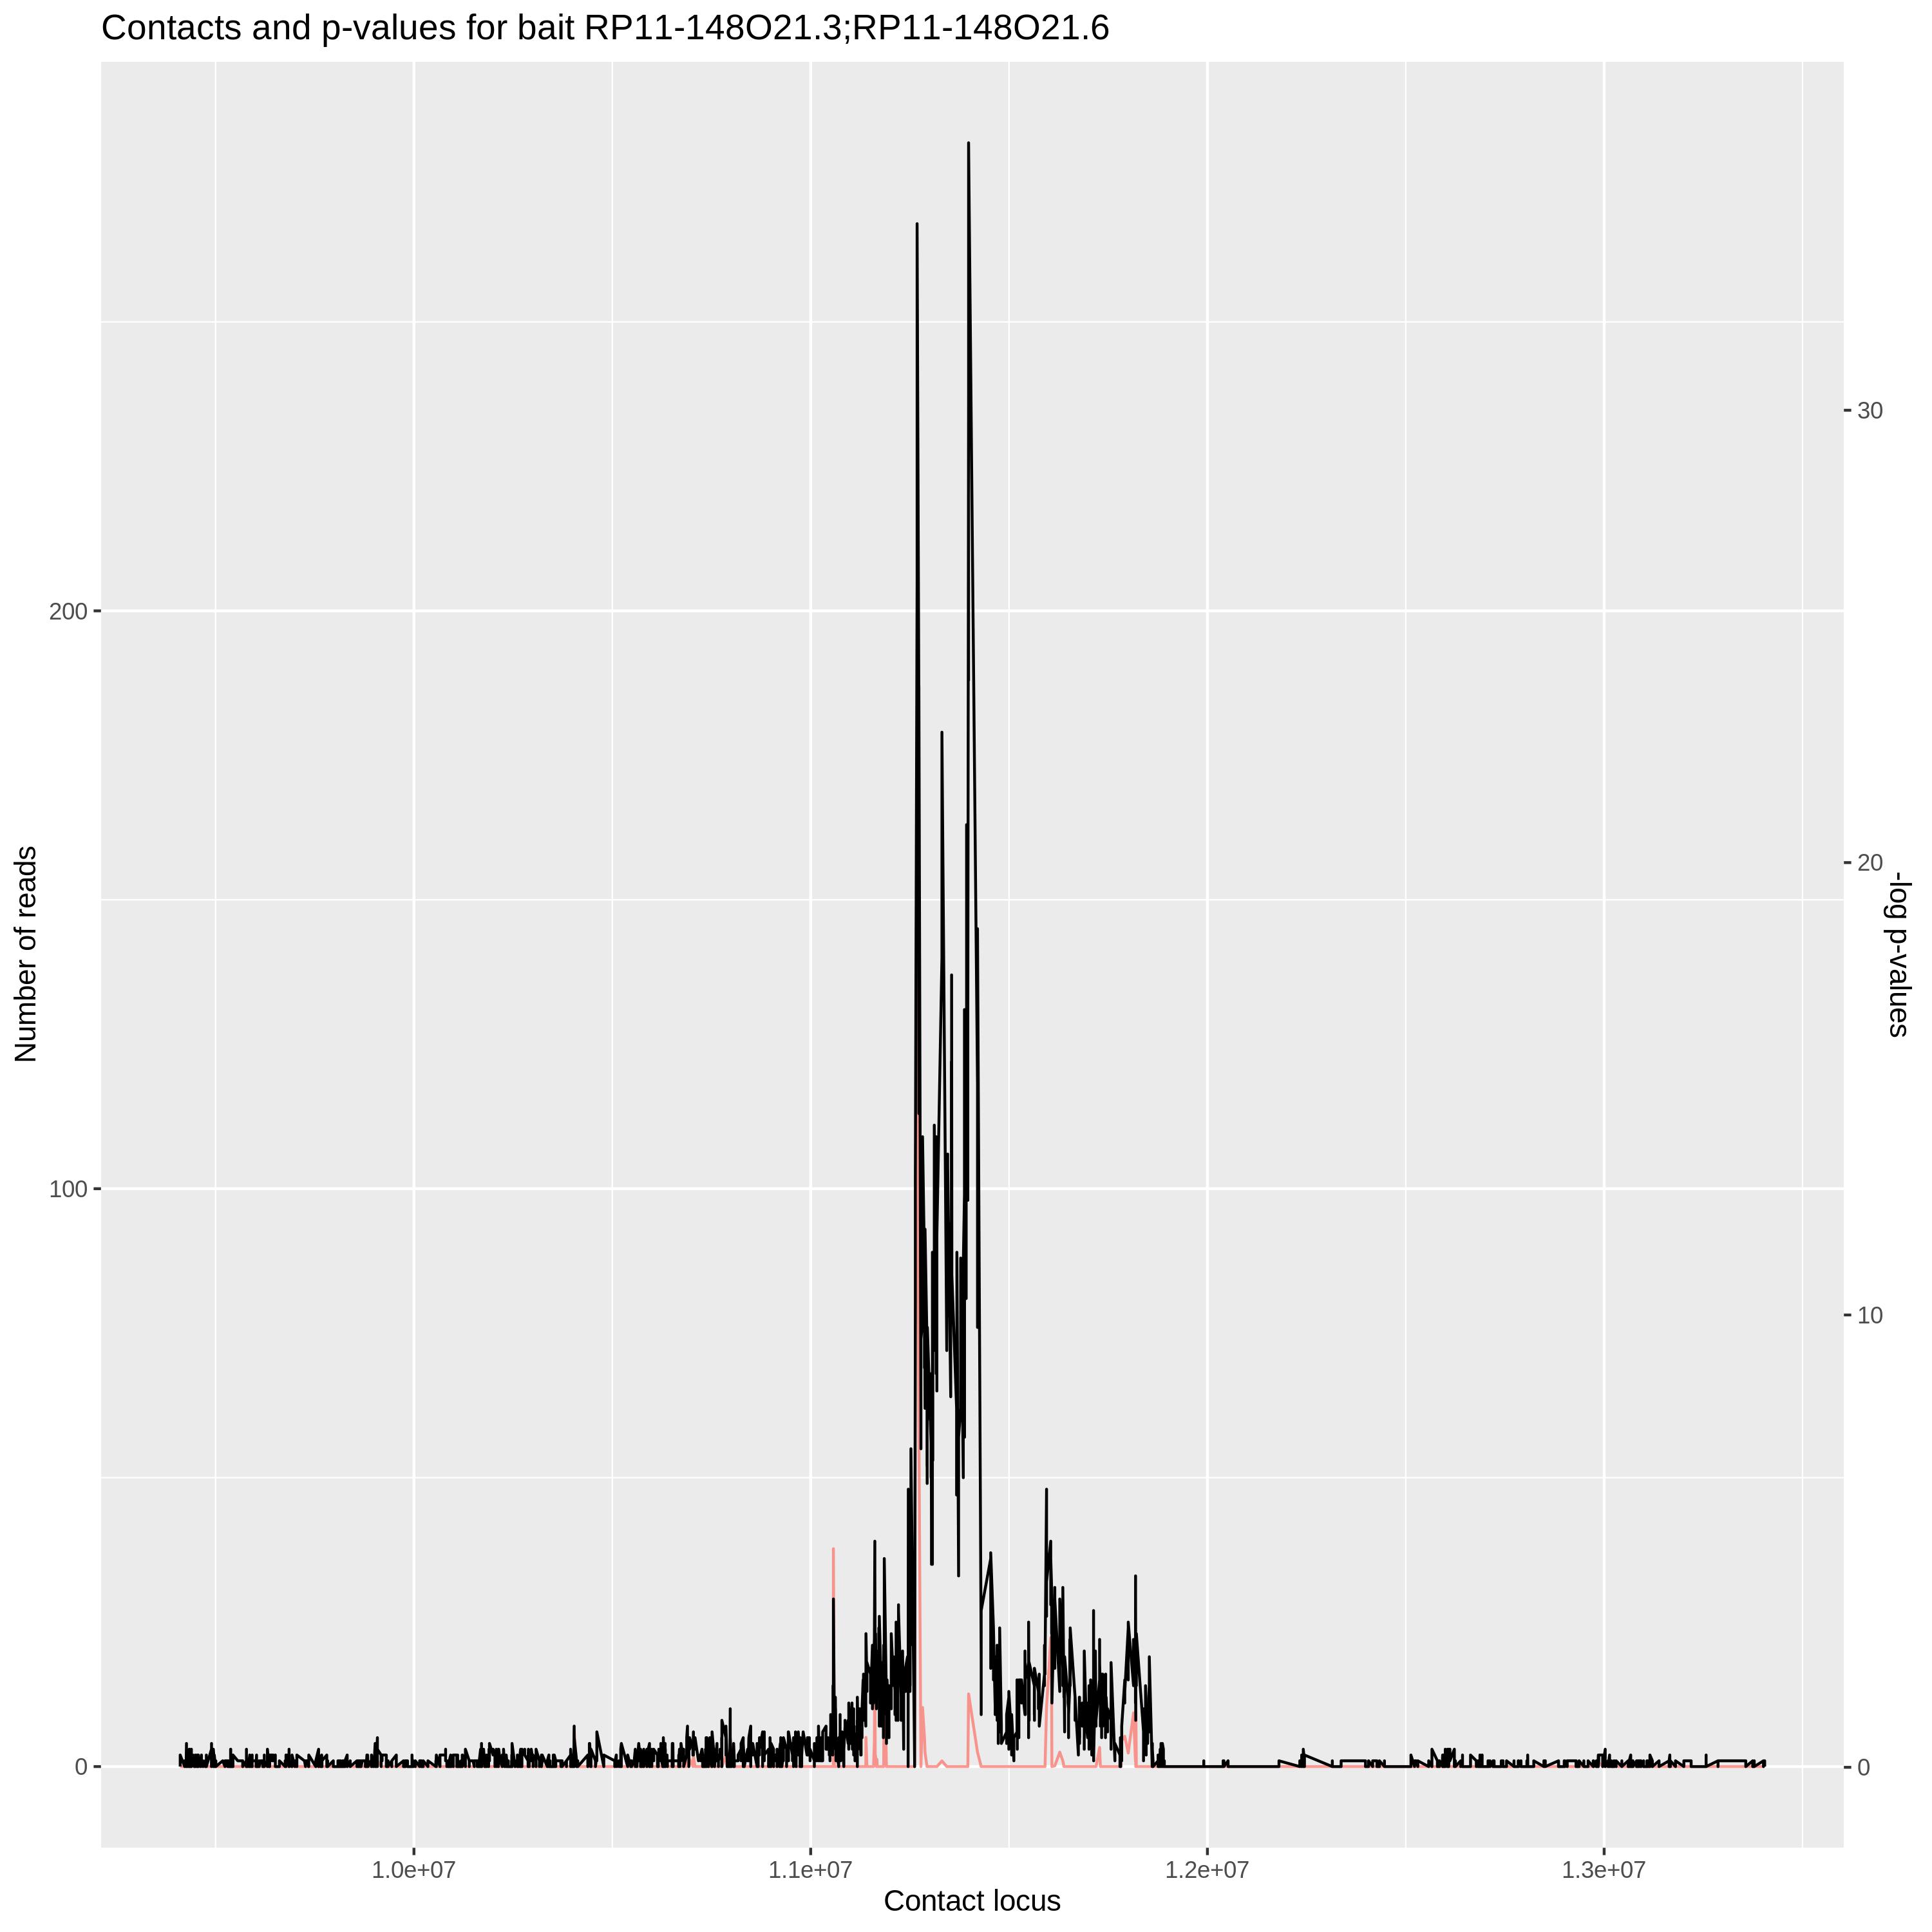 Contacts and p-values for bait RP11-148O21.3;RP11-148O21.6
Number of reads
200
100
0
30
20
10
0
-log p-values
1.0e+07
1.1e+07
1.2e+07
1.3e+07
Contact locus